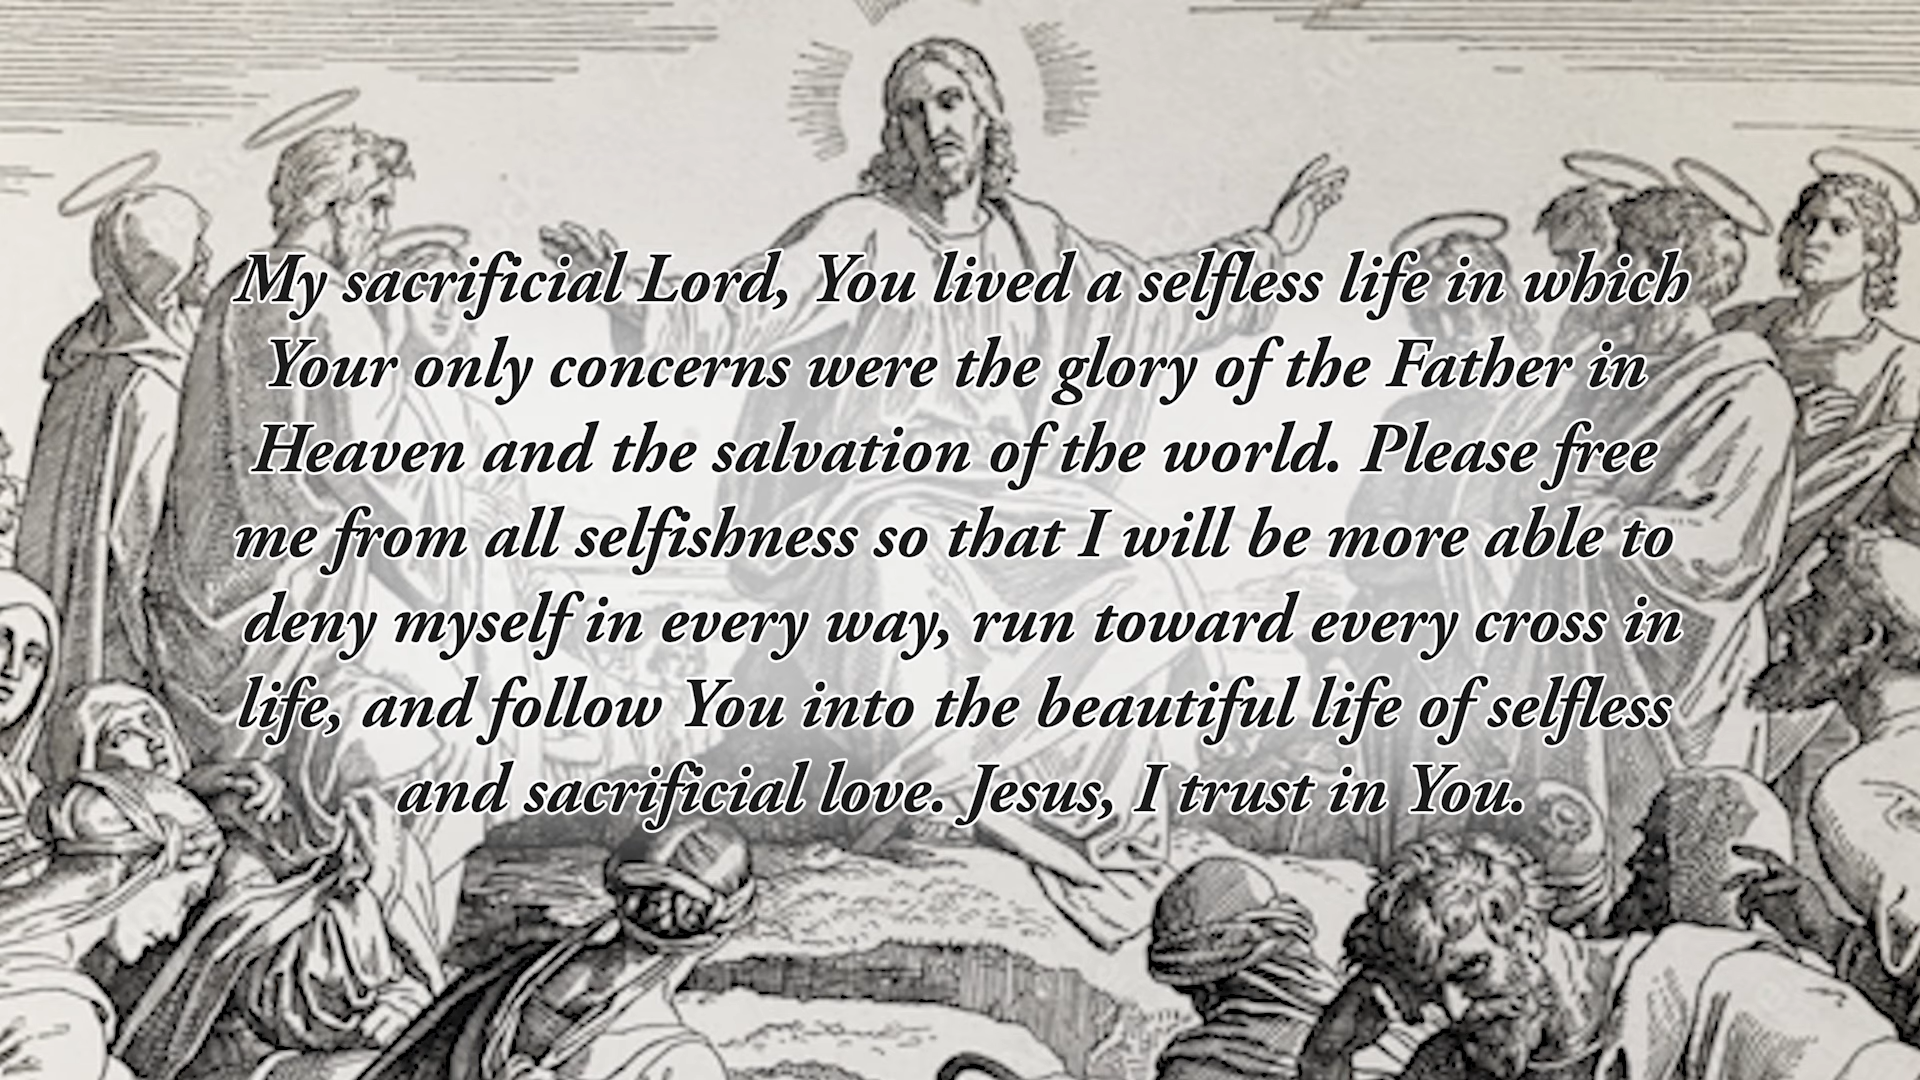 My sacrificial Lord, You lived a selfless life in which
Your only concerns were the glory of the Father in
Heaven and the salvation of the world. Please free
me from all selfishness so that I will be more able to
deny myself in every way, run toward every cross in
life, and follow You into the beautiful life of selfless
and sacrificial love. Jesus, I trust in You.